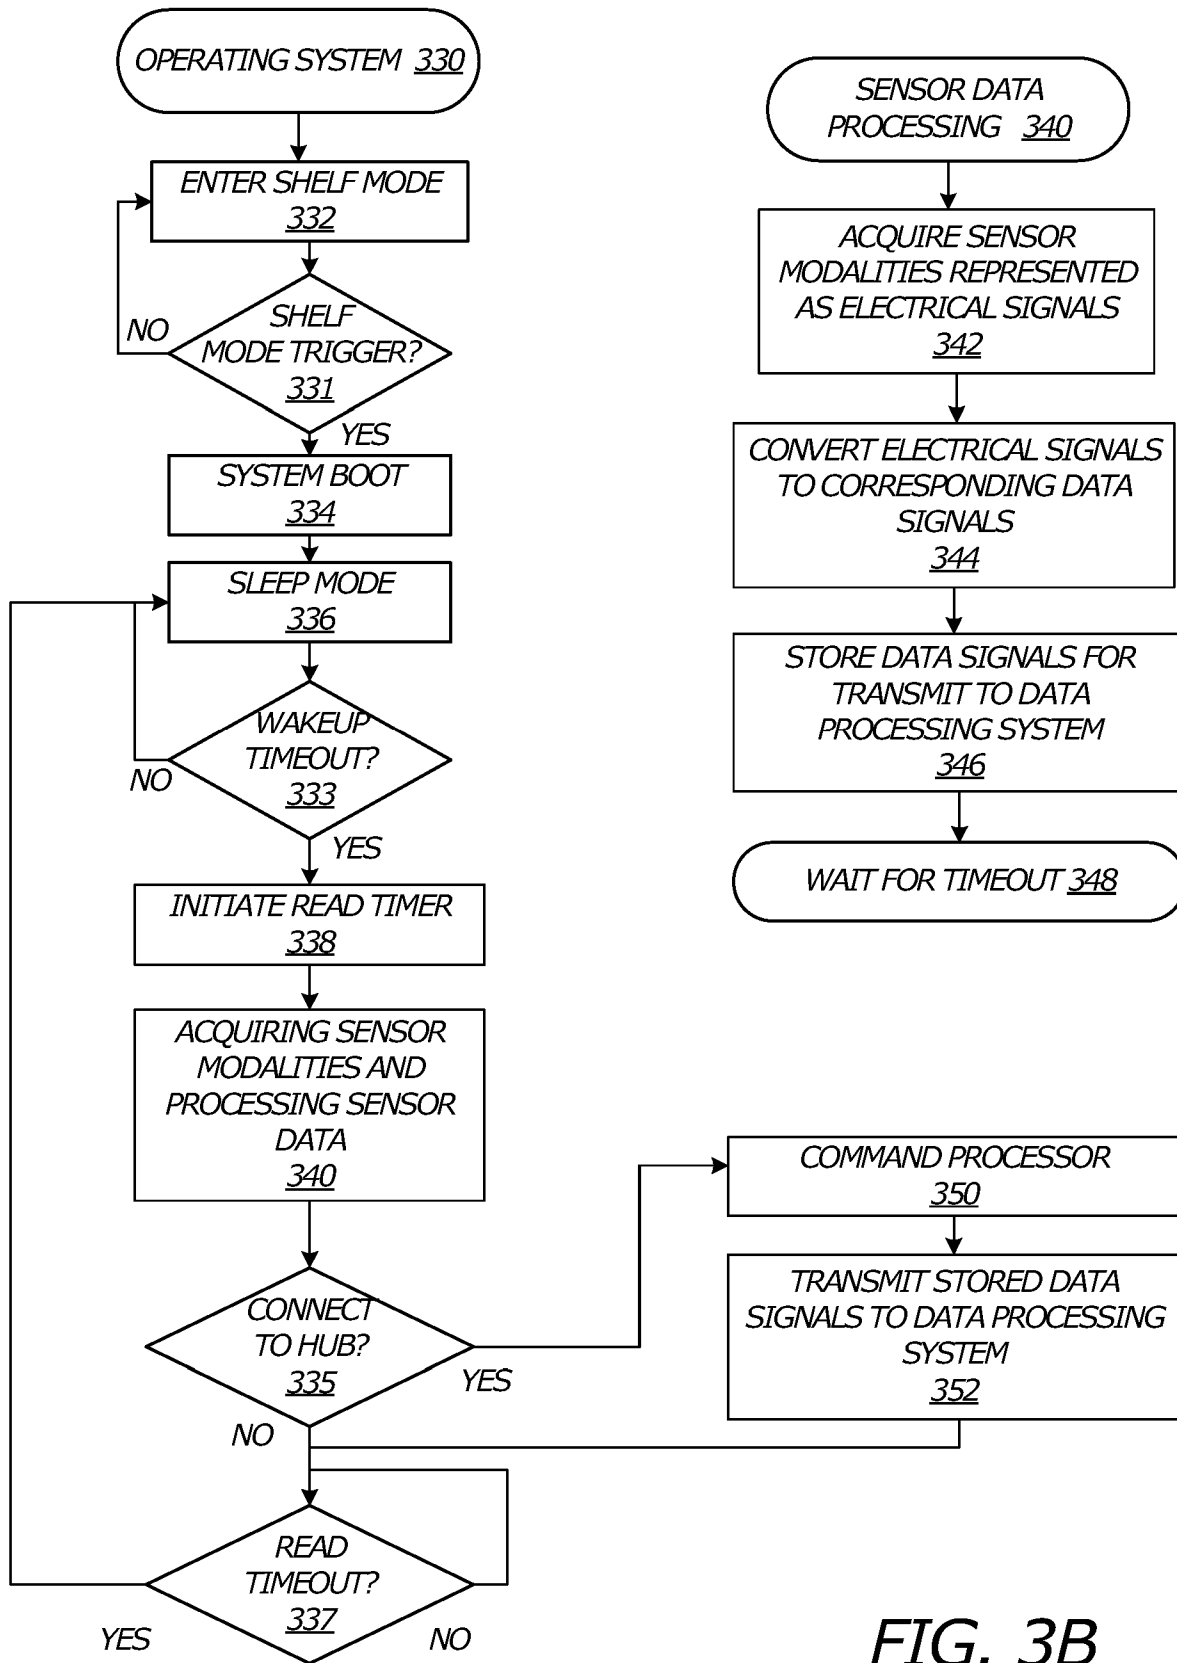 OPERATING SYSTEM 330
ENTER SHELF MODE
332
NO
SHELF
MODE TRIGGER?
331
YES
SYSTEM BOOT
334
SLEEP MODE
336
WAKEUP
TIMEOUT?
333
NO
YES
INITIATE READ TIMER
338
ACQUIRING SENSOR
MODALITIES AND
PROCESSING SENSOR
DATA
340
CONNECT
TO HUB?
335
YES
NO
READ
TIMEOUT?
337
YES
NO
SENSOR DATA
PROCESSING 340
ACQUIRE SENSOR
MODALITIES REPRESENTED
AS ELECTRICAL SIGNALS
342
CONVERT ELECTRICAL SIGNALS
TO CORRESPONDING DATA
SIGNALS
344
STORE DATA SIGNALS FOR
TRANSMIT TO DATA
PROCESSING SYSTEM
346
WAIT FOR TIMEOUT 348
COMMAND PROCESSOR
350
TRANSMIT STORED DATA
SIGNALS TO DATA PROCESSING
SYSTEM
352
FIG. 3B